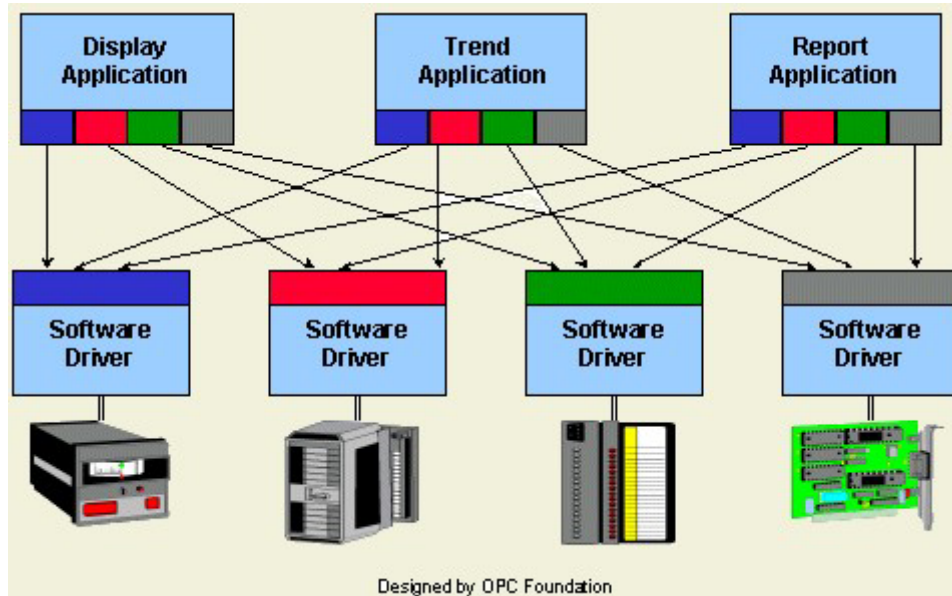 Display
Application
Trend
Application
Report
Application
Software
Driver
Software
Driver
Software
Driver
Software
Driver
Designed by OPC Foundation